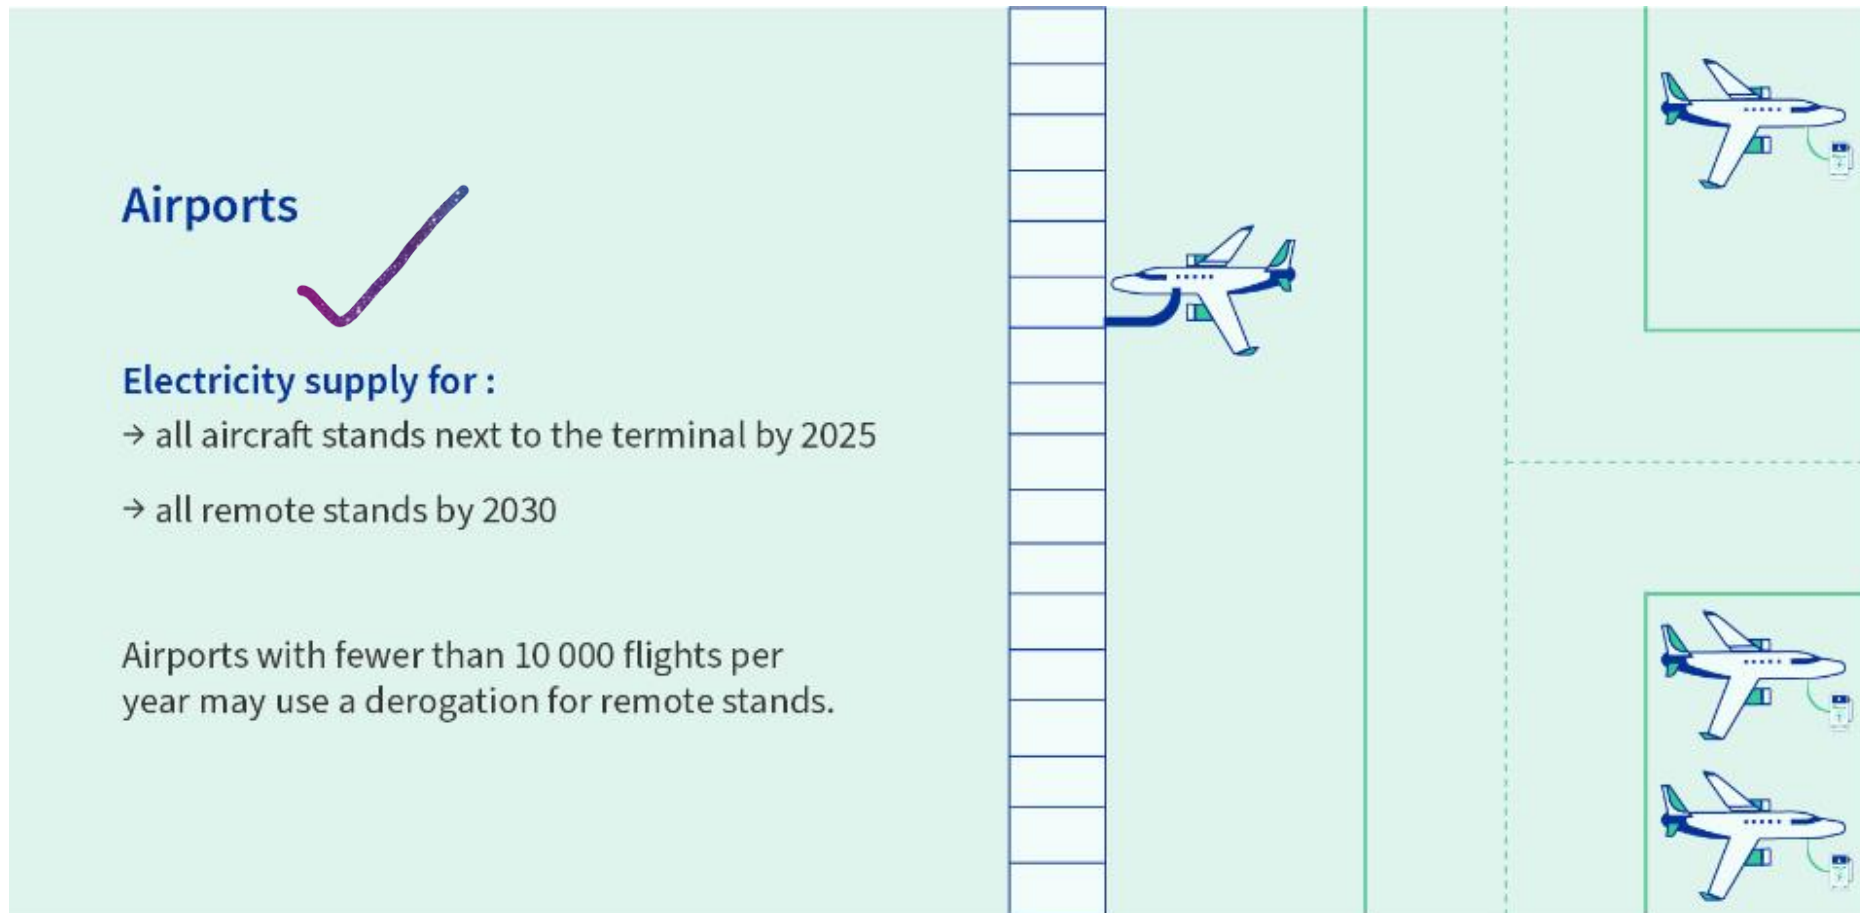 Airports
Electricity supply for :
→ all aircraft stands next to the terminal by 2025
→ all remote stands by 2030
Airports with fewer than 10 000 flights per
year may use a derogation for remote stands.